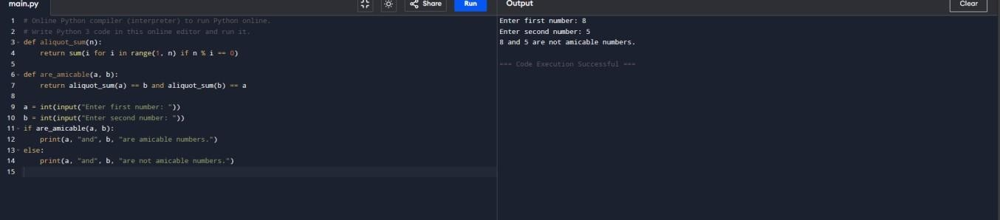 main.py
Share
Run
Output
Clear
1 # Online Python compiler (interpreter) to run Python online.
2 # Write Python 3 code in this online editor and run it.
3 def aliquot_sum(n):
4     return sum(i for i in range(1, n) if n % i == 0)
5
6 def are_amicable(a, b):
7     return aliquot_sum(a) == b and aliquot_sum(b) == a
8
9 a = int(input("Enter first number: "))
10 b = int(input("Enter second number: "))
11 if are_amicable(a, b):
12     print(a, "and", b, "are amicable numbers.")
13 else:
14     print(a, "and", b, "are not amicable numbers.")
15
Enter first number: 8
Enter second number: 5
8 and 5 are not amicable numbers.
=== Code Execution Successful ===